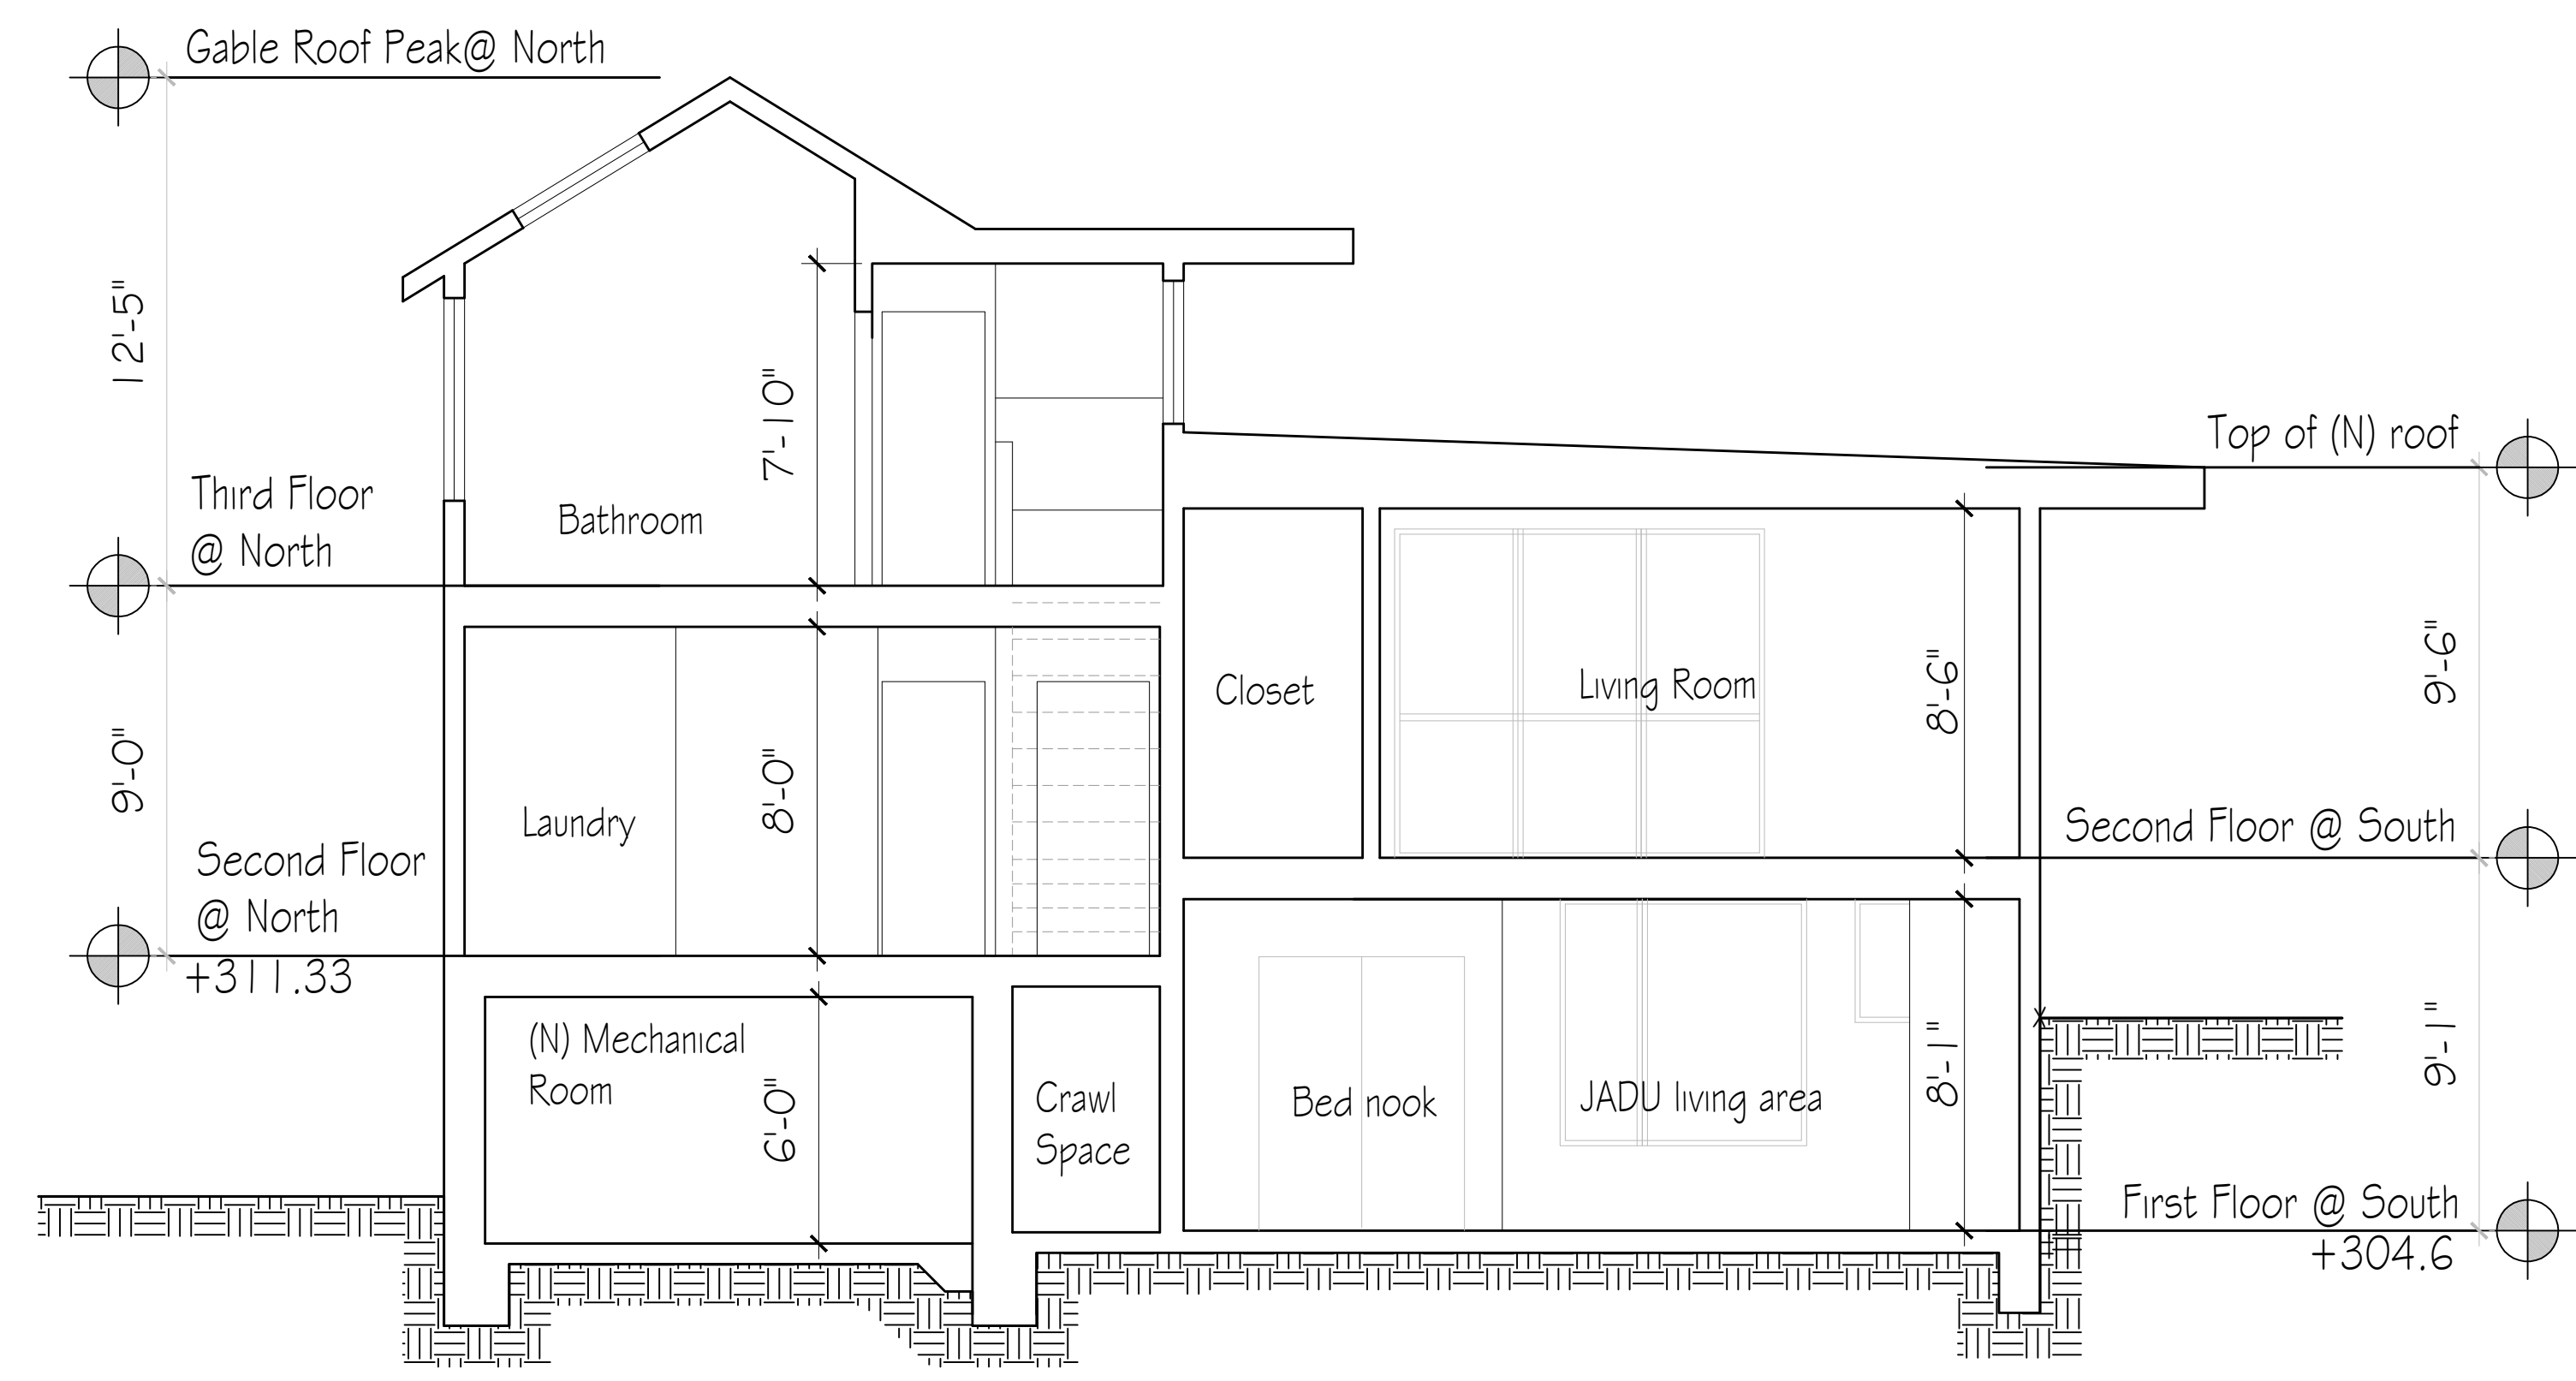 Gable Roof Peak@ North
12'-5"
7'-10"
Top of (N) roof
Third Floor
@ North
Bathroom
9'-6"
8'-6"
Closet
Living Room
9'-0"
8'-0"
Laundry
Second Floor @ South
Second Floor
@ North
+311.33
(N) Mechanical
Room
6'-0"
Crawl
Space
Bed nook
JADU living area
8'-1"
9'-1"
First Floor @ South
+304.6